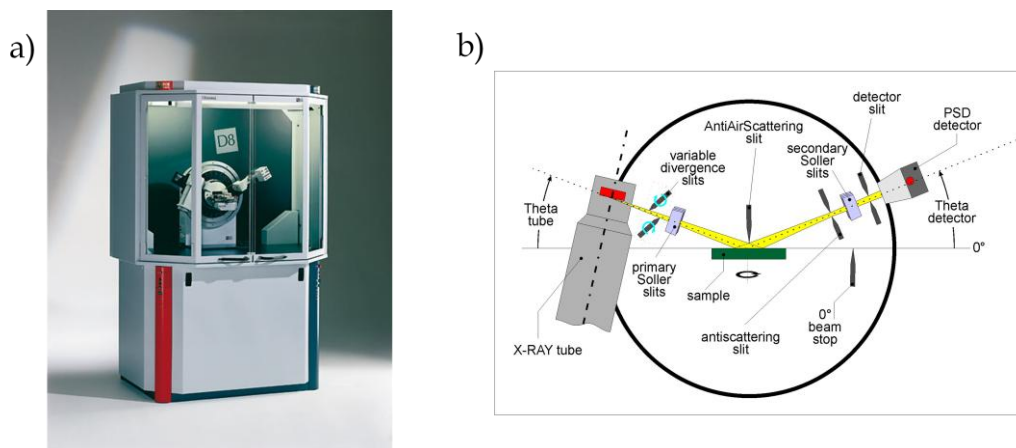 a)
D8
b)
AntiAirScattering
slit
detector
slit
PSD
detector
secondary
Soller
slits
variable
divergence
slits
Theta
tube
Theta
detector
0°
primary
Soller
slits
sample
X-RAY tube
antiscattering
slit
0°
beam
stop